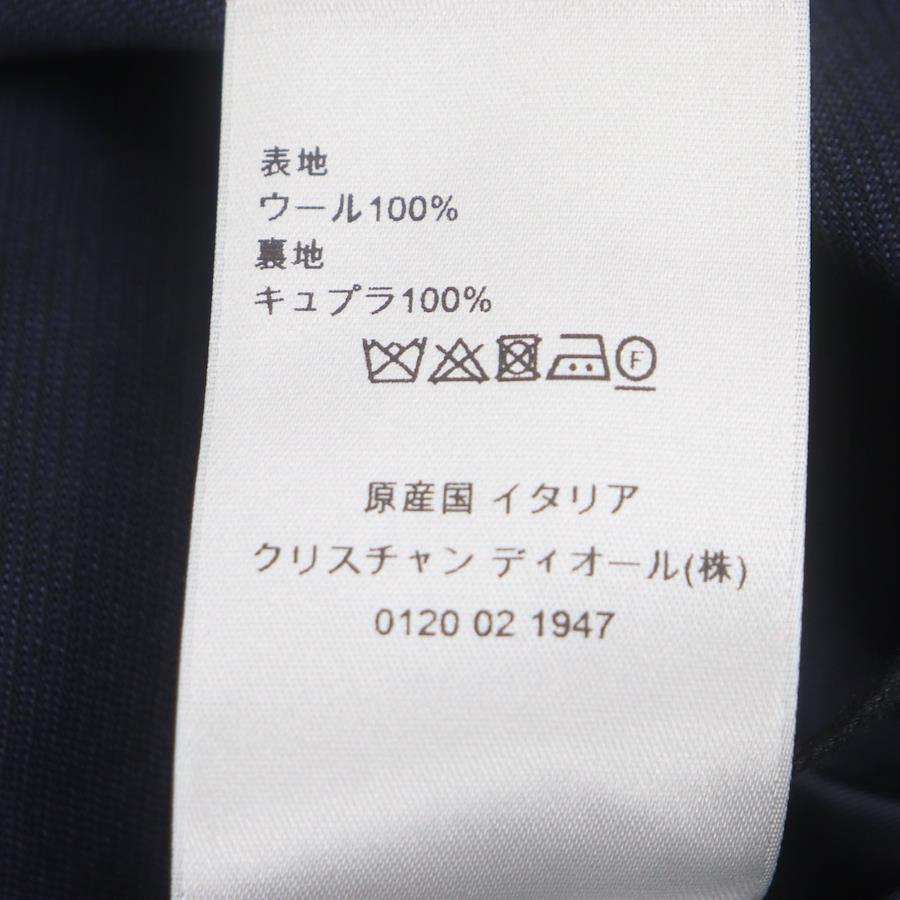 表地
ウール100%
裏地
キュプラ100%
F
原産国 イタリア
クリスチャン ディオール(株)
0120 02 1947